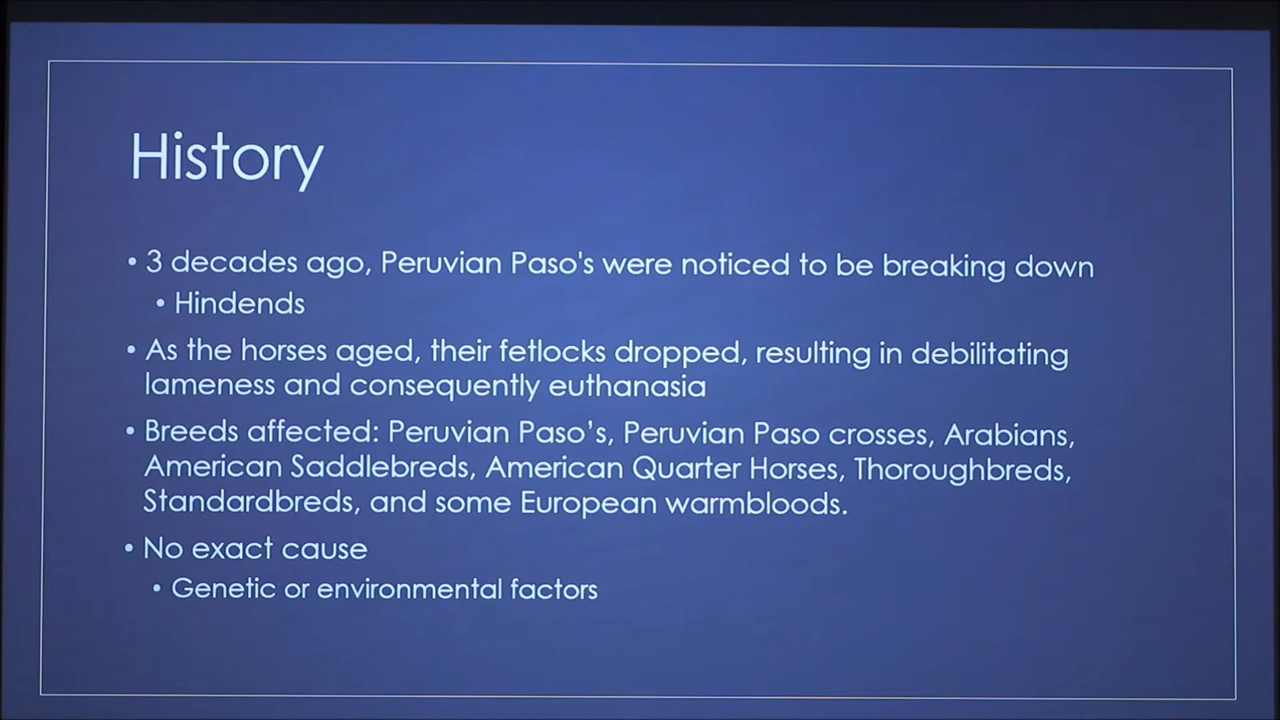 History
• 3 decades ago, Peruvian Paso's were noticed to be breaking down
• Hindends
• As the horses aged, their fetlocks dropped, resulting in debilitating
lameness and consequently euthanasia
• Breeds affected: Peruvian Paso’s, Peruvian Paso crosses, Arabians,
American Saddlebreds, American Quarter Horses, Thoroughbreds,
Standardbreds, and some European warmbloods.
• No exact cause
• Genetic or environmental factors